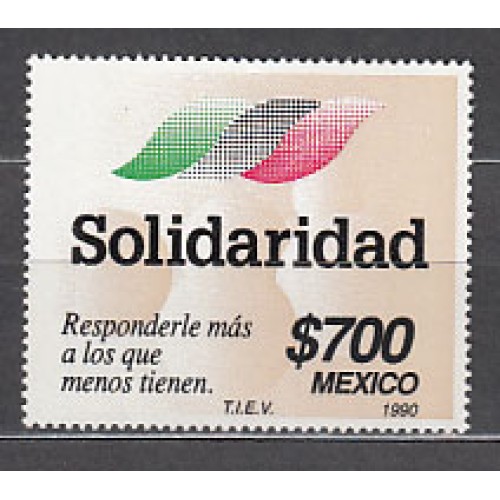 Solidaridad
Responderle más
a los que
menos tienen.
$700
MEXICO
T.I.E.V.
1990